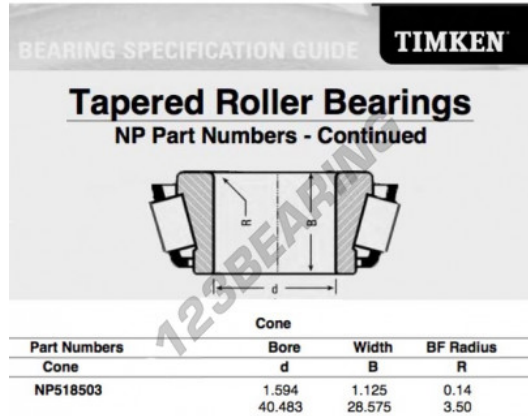 BEARING SPECIFICATION GUIDE
TIMKEN
Tapered Roller Bearings
NP Part Numbers - Continued
R
B
d
123BEARING
Cone
Part Numbers Bore Width BF Radius
Cone d B R
NP518503 1.594 1.125 0.14
40.483 28.575 3.50